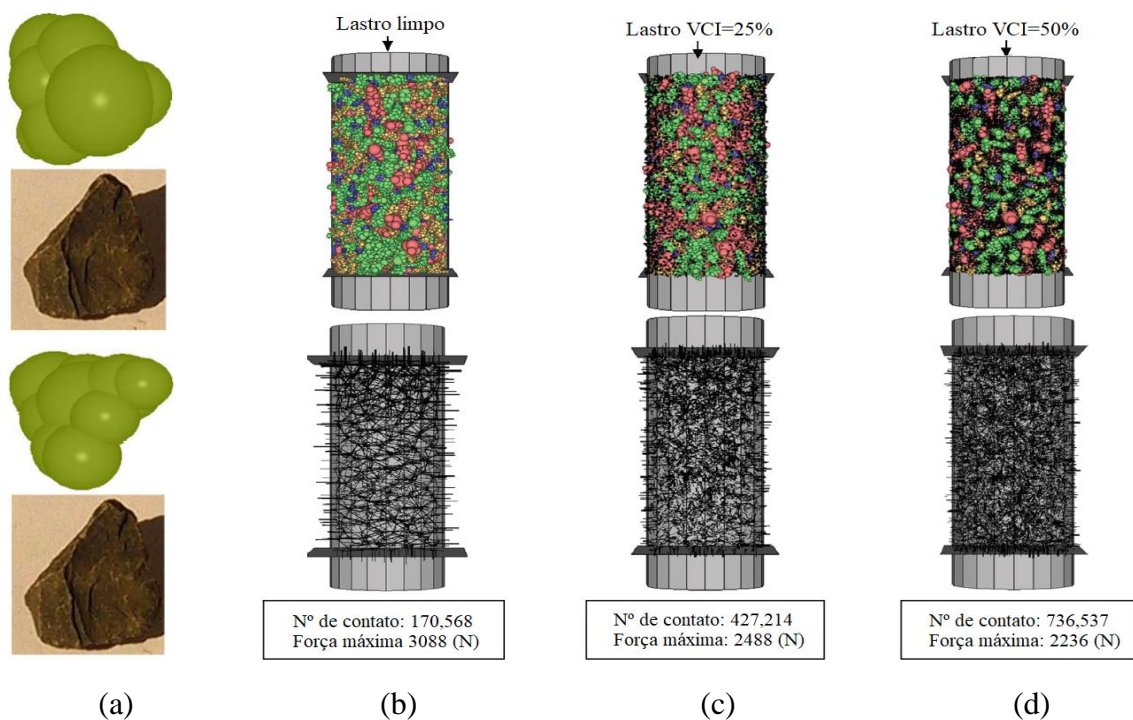 Lastro limpo
Lastro VCI=25%
Lastro VCI=50%
Nº de contato: 170,568
Força máxima 3088 (N)
Nº de contato: 427,214
Força máxima: 2488 (N)
Nº de contato: 736,537
Força máxima: 2236 (N)
(a)
(b)
(c)
(d)